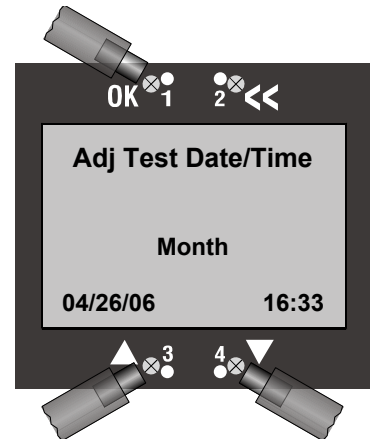 OK 1 2 <<
Adj Test Date/Time
Month
04/26/06 16:33
3 4